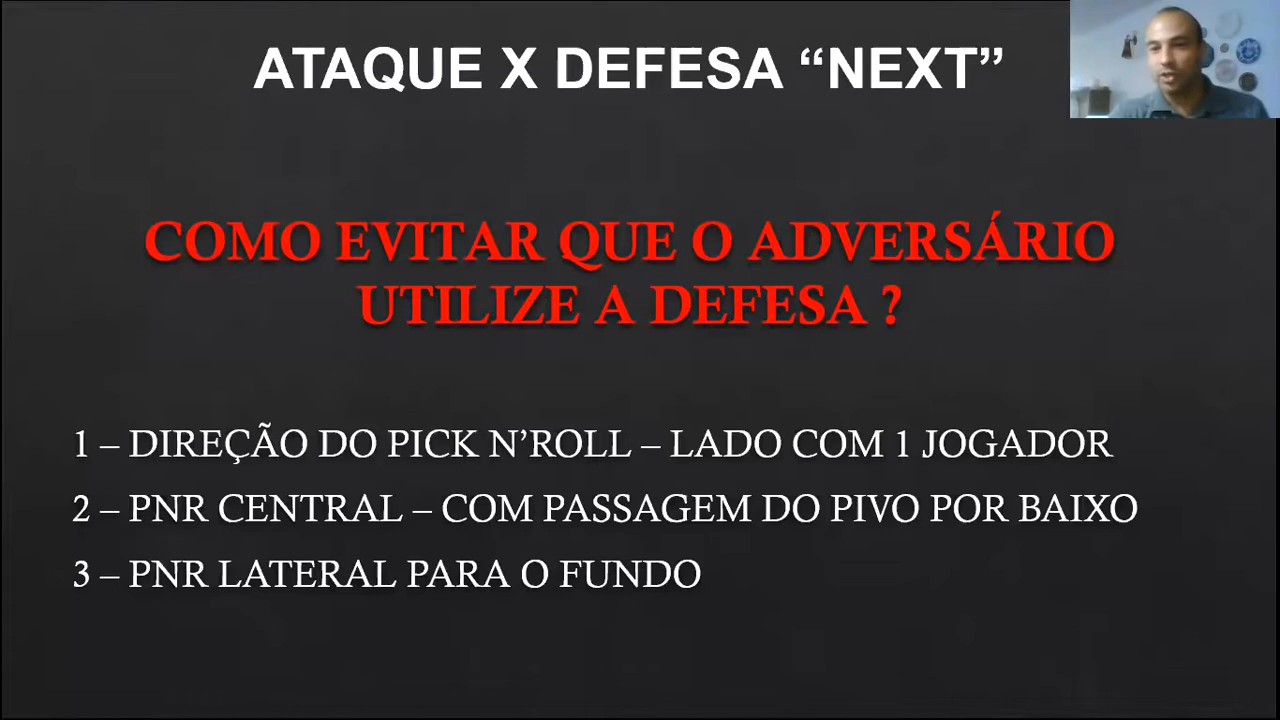 ATAQUE X DEFESA “NEXT”
COMO EVITAR QUE O ADVERSÁRIO
UTILIZE A DEFESA ?
1 – DIREÇÃO DO PICK N’ROLL – LADO COM 1 JOGADOR
2 – PNR CENTRAL – COM PASSAGEM DO PIVO POR BAIXO
3 – PNR LATERAL PARA O FUNDO